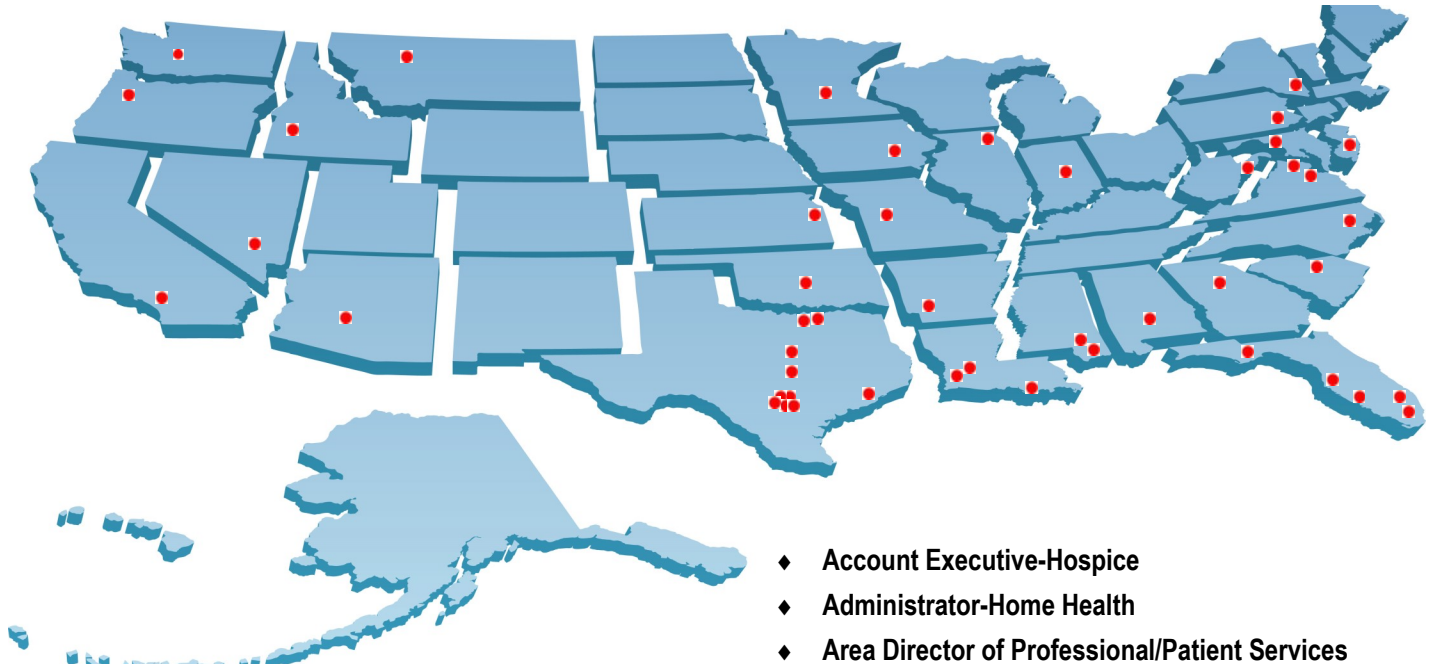 ♦ Account Executive-Hospice
♦ Administrator-Home Health
♦ Area Director of Professional/Patient Services